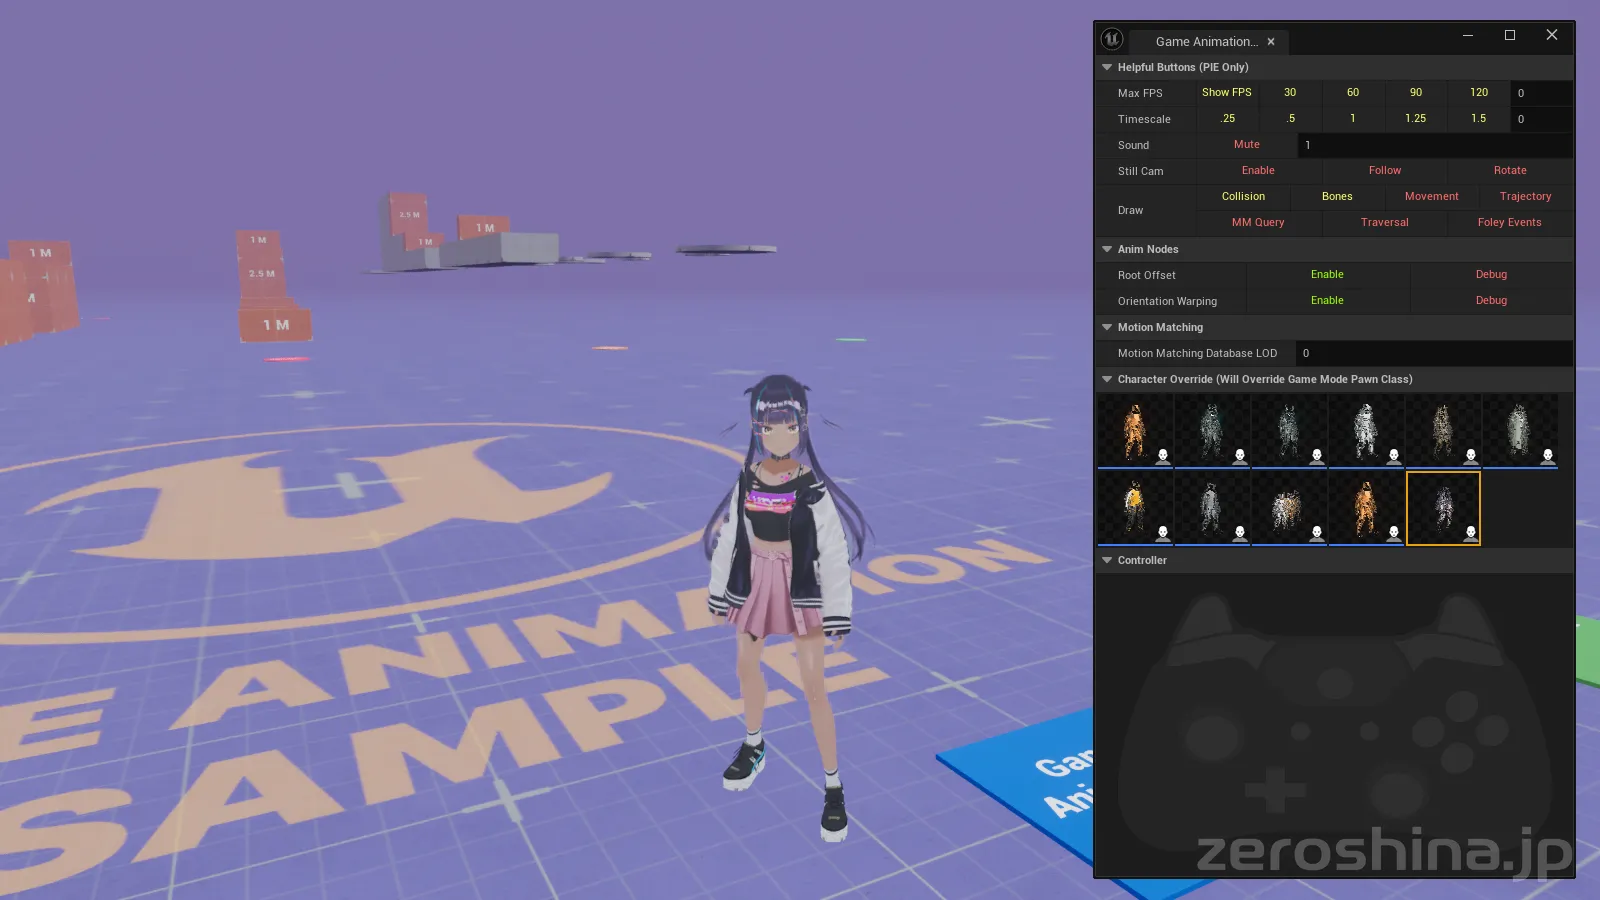 Game Animation...
Helpful Buttons (PIE Only)
Max FPS Show FPS 30 60 90 120 0
Timescale .25 .5 1 1.25 1.5 0
Sound Mute 1
Still Cam Enable Follow Rotate
Draw Collision Bones Movement Trajectory
MM Query Traversal Foley Events
Anim Nodes
Root Offset Enable Debug
Orientation Warping Enable Debug
Motion Matching
Motion Matching Database LOD 0
Character Override (Will Override Game Mode Pawn Class)
Controller
2.5 M
1 M
1 M
1 M
1 M
2.5 M
1 M
M
E ANIMATION
SAMPLE
Gam
Ani
zeroshina.jp